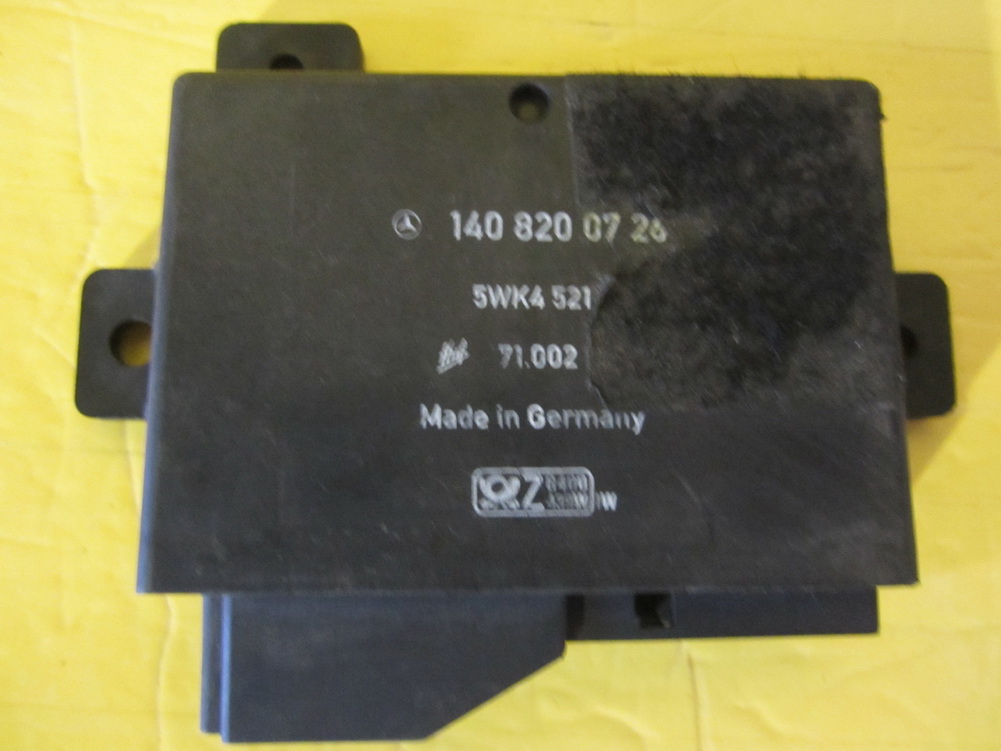 140 820 07 26
5WK4 521
71.002
Made in Germany
Z
W